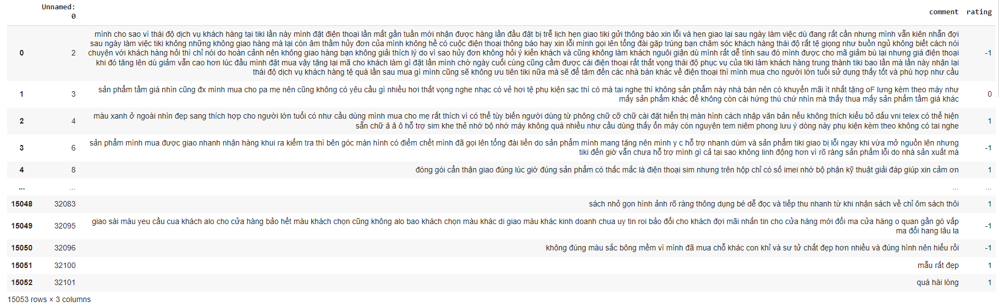 Unnamed: 0 comment rating
0 2 mình cho sao vì thái độ dịch vụ khách hàng tại tiki lần này mình đặt điện thoại lần mất gần tuần mới nhận được hàng lần đầu đặt bị trễ lịch hẹn giao tiki gửi thông báo xin lỗi và hẹn giao lại sau ngày làm việc dù đang rất cần nhưng mình vẫn kiên nhẫn đợi
sau ngày làm việc tiki không những không giao hàng mà lại còn âm thầm hủy đơn của mình không hề có cuộc điện thoại thông báo hay xin lỗi mình gọi lên tổng đài gặp trúng bạn chăm sóc khách hàng thái độ rất tệ giọng như buồn ngủ không biết cách nói
chuyện với khách hàng hỏi thì chỉ nói do hoàn cảnh nên không giao hàng bạn không giải thích lý do vì sao hủy đơn không hỏi ý kiến khách và cũng không làm khách nguôi giận dù mình rất dễ tính sau đó mình được cho mã giảm bù lại nhưng giá điện thoại -1
khi đó tăng lên dù giảm vẫn cao hơn lúc đầu mình đặt mua vậy tặng lại mã cho khách làm gì đặt lần mình chờ ngày cuối cùng cũng cầm được cái điện thoại rất thất vọng thái độ phục vụ của tiki làm khách hàng trung thành tiki bao lần mà lần này nhận lại
thái độ dịch vụ khách hàng tệ quá lần sau mua gì mình cũng sẽ không ưu tiên tiki nữa mà sẽ để tâm đến các nhà bán khác về điện thoại thì mình mua cho người lớn tuổi sử dụng thấy tốt và phù hợp như cầu
1 3 sản phẩm tầm giá nhìn cũng đx mình mua cho pa mẹ nên cũng không có yêu cầu gì nhiều hơi thất vọng nghe nhạc có vẻ hơi tệ phụ kiện sạc thì có mà tai nghe thì không sản phẩm này nhà bán nên có khuyến mãi ít nhất tặng oF lưng kèm theo máy như 0
mấy sản phẩm khác để không còn cái hứng thú chứ nhìn mà thấy thua mấy sản phẩm tầm giá khác
2 4 màu xanh ở ngoài nhìn đẹp sang thích hợp cho người lớn tuổi có như cầu dùng mình mua cho mẹ rất thích vì có thể tùy biến người dùng từ phông chữ cỡ chữ cài đặt hiển thị màn hình cách nhập văn bản nếu không thích kiểu bỏ dấu vni telex có thể hiện 1
sẵn chữ ă â ô hỗ trợ sim khe thẻ nhớ bộ nhớ máy không quá nhiều như cầu dùng thấy ổn máy còn nguyên tem niêm phong lưu ý dòng này phụ kiện kèm theo không có tai nghe
3 6 sản phẩm mình mua được giao nhanh nhận hàng khui ra kiểm tra thì bên góc màn hình có điểm chết mình đã gọi lên tổng đài liền do sản phẩm mình mang tặng nên mình y c hỗ trợ nhanh dùm và sản phẩm tiki giao bị lỗi ngay khi vừa mở nguồn lên nhưng -1
tiki đến giờ vẫn chưa hỗ trợ mình gì cả tại sao không linh động hơn vì rõ ràng sản phẩm lỗi do nhà sản xuất mà
4 8 đóng gói cẩn thận giao đúng lúc giờ đúng sản phẩm có thắc mắc là điện thoại sim nhưng trên hộp chỉ có số imei nhờ bộ phận kỹ thuật giải đáp giúp xin cảm ơn 1
... ... ... ...
15048 32083 sách nhỏ gọn hình ảnh rõ ràng thông dụng bé dễ đọc và tiếp thu nhanh từ khi nhận sách về chỉ ôm sách thôi 1
15049 32095 giao sài màu yeu cầu cua khách alo cho cửa hàng bảo hết màu khách chọn cũng không alo bao khách chọn màu khác di giao màu khác kinh doanh chua uy tin roi bảo đổi cho khách đợi mãi nhắn tin cho cửa hàng mới đổi ma cửa hàng o quan gần gò vấp -1
ma đổi hang lâu la
15050 32096 không đúng màu sắc bông mềm vì mình đã mua chỗ khác con khỉ và sư tử chất đẹp hơn nhiều và đúng hình nên hiểu rồi -1
15051 32100 mẫu rất đẹp 1
15052 32101 quá hài lòng 1
15053 rows × 3 columns